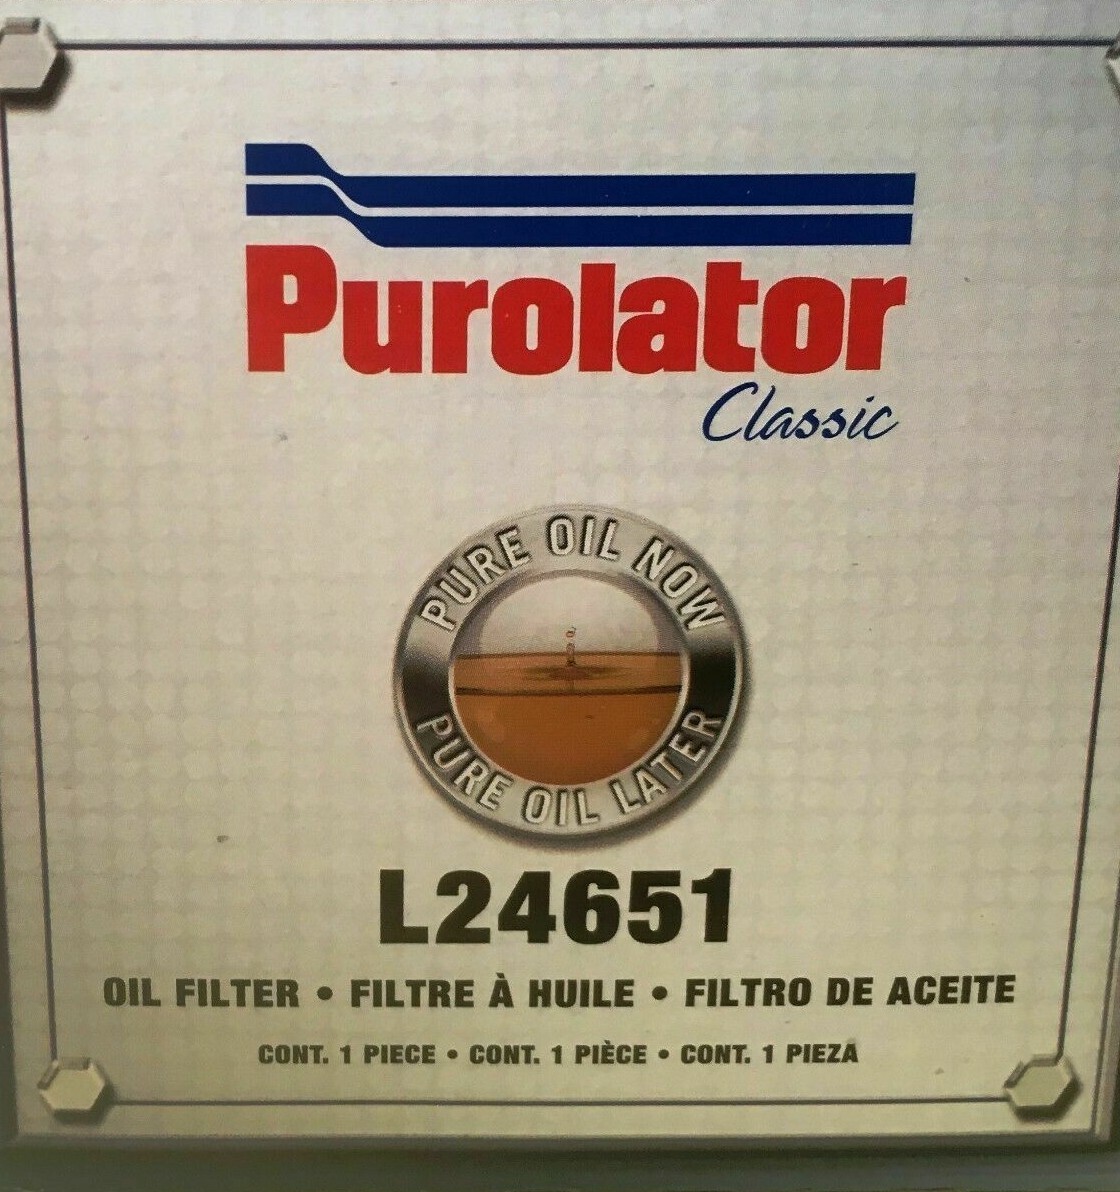 Purolator
Classic
PURE OIL NOW
PURE OIL LATER
L24651
OIL FILTER • FILTRE À HUILE • FILTRO DE ACEITE
CONT. 1 PIECE • CONT. 1 PIÈCE • CONT. 1 PIEZA